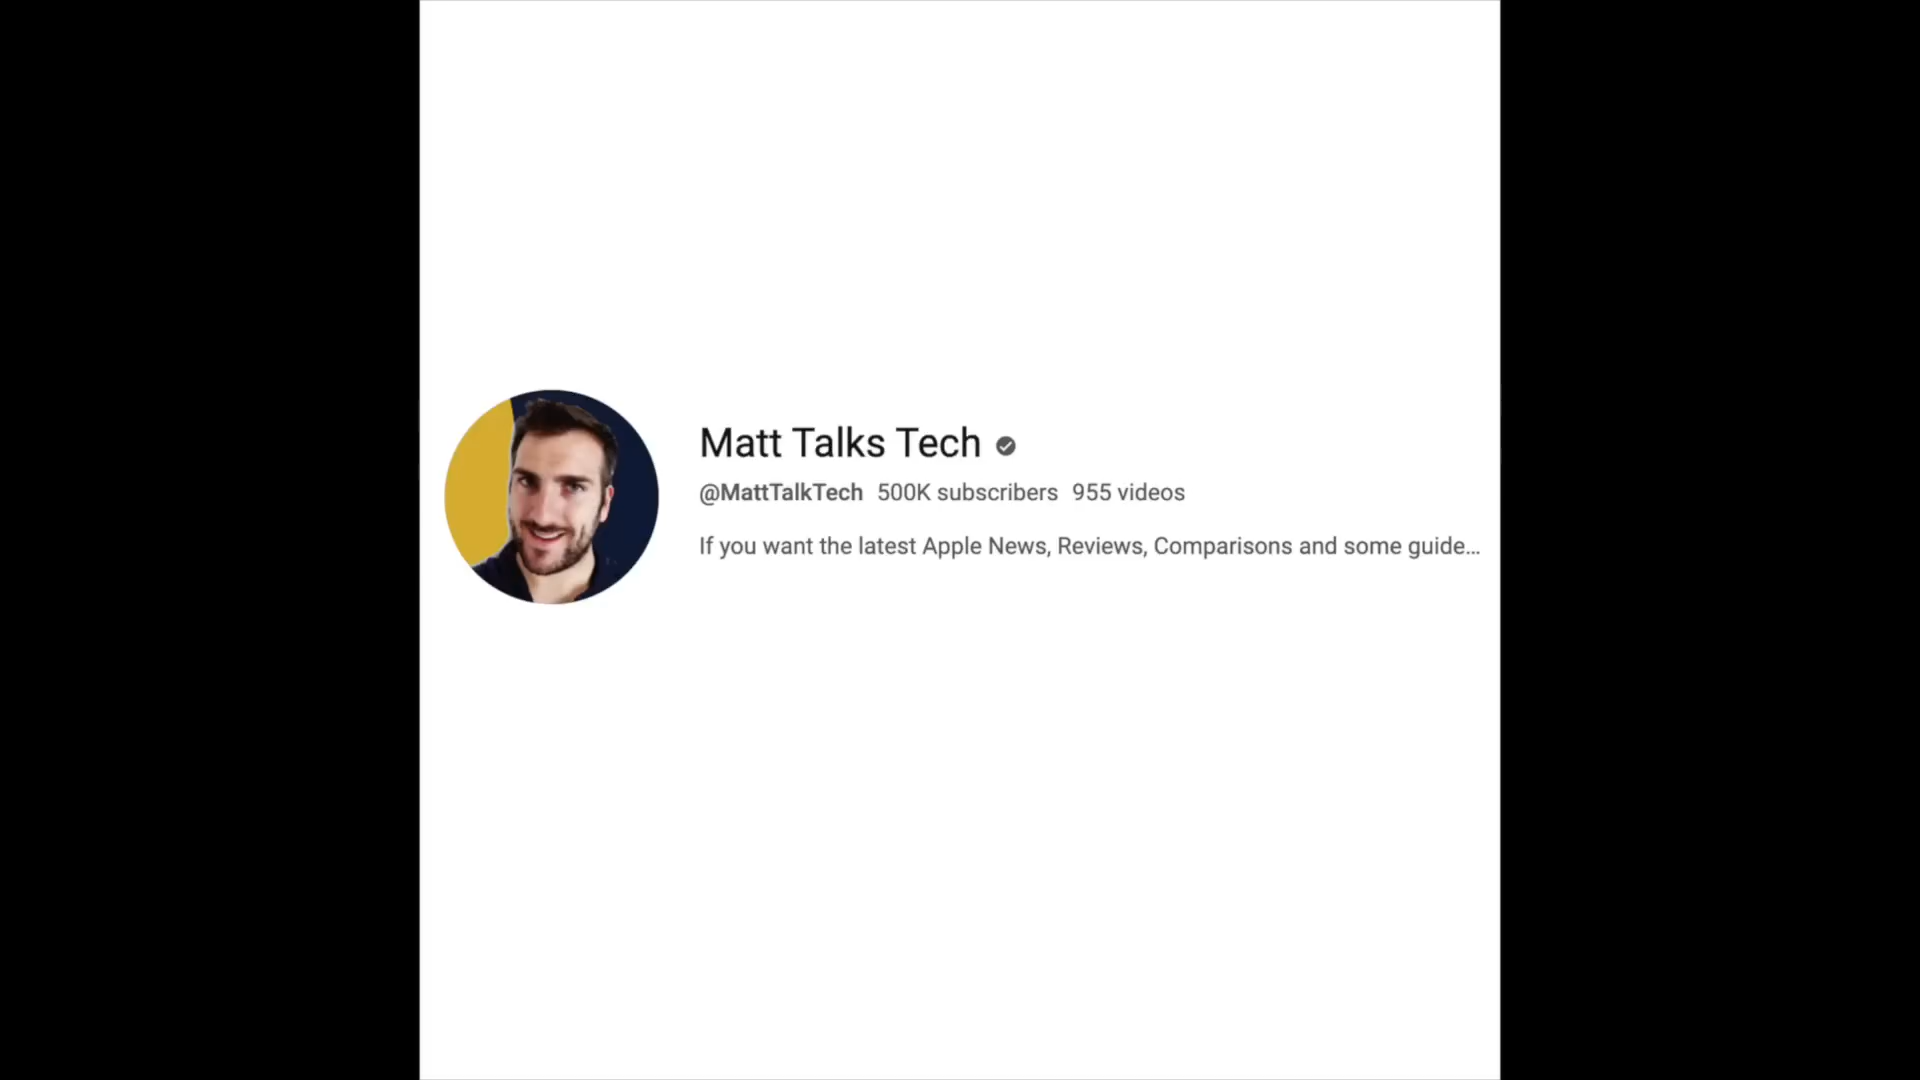 Matt Talks Tech
@MattTalkTech 500K subscribers 955 videos
If you want the latest Apple News, Reviews, Comparisons and some guide...